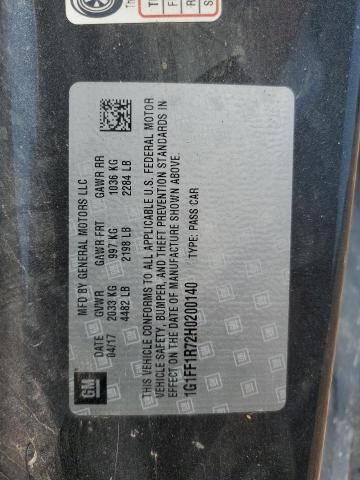 MFD BY GENERAL MOTORS LLC
DATE GVWR GAWR FRT GAWR RR
04/17 2033 KG 997 KG 1036 KG
4482 LB 2198 LB 2284 LB
THIS VEHICLE CONFORMS TO ALL APPLICABLE U.S. FEDERAL MOTOR
VEHICLE SAFETY, BUMPER, AND THEFT PREVENTION STANDARDS IN
EFFECT ON THE DATE OF MANUFACTURE SHOWN ABOVE.
1G1FF1R72H0200140 TYPE: PASS CAR
GM